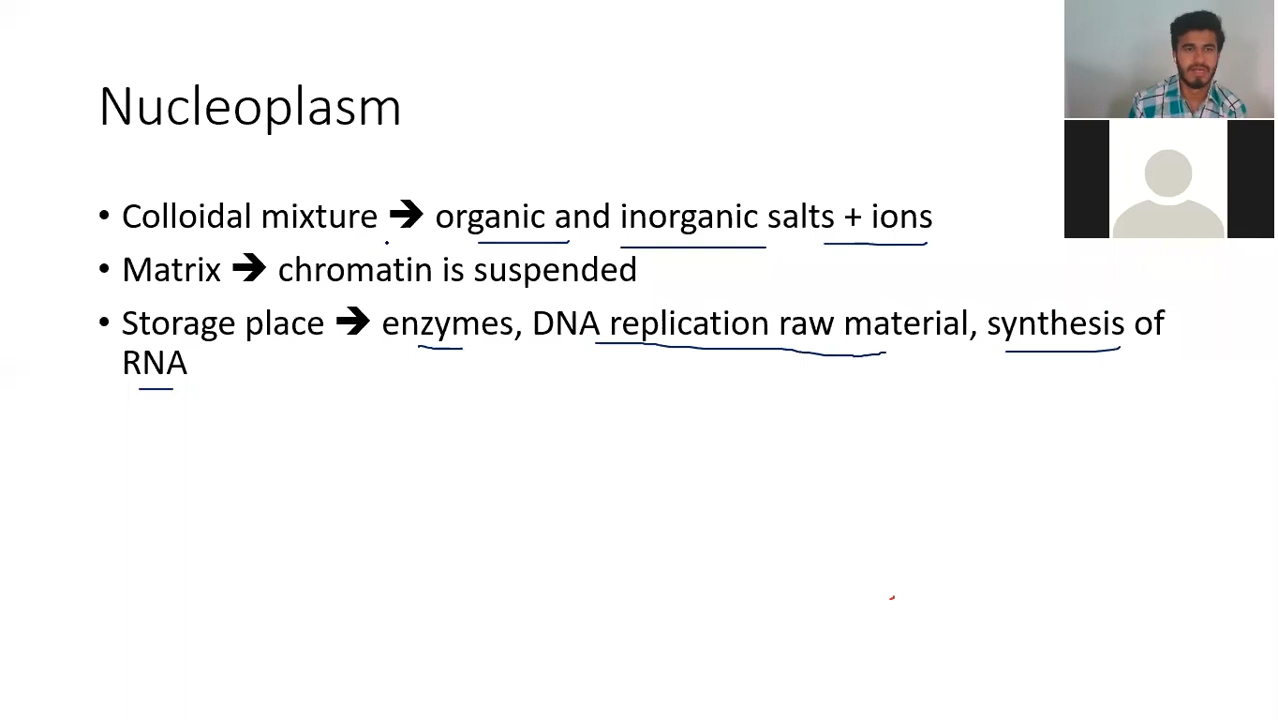 Nucleoplasm
• Colloidal mixture 🡺 organic and inorganic salts + ions
• Matrix 🡺 chromatin is suspended
• Storage place 🡺 enzymes, DNA replication raw material, synthesis of
RNA